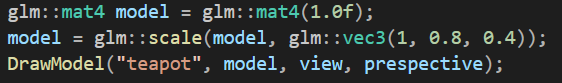 glm::mat4 model = glm::mat4(1.0f);
model = glm::scale(model, glm::vec3(1, 0.8, 0.4));
DrawModel("teapot", model, view, prespective);